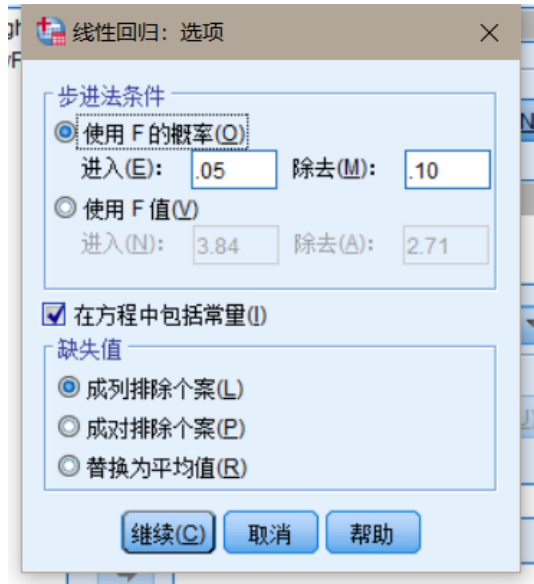 线性回归：选项
步进法条件
使用 F 的概率(O)
进入(E)： .05 除去(M)： .10
使用 F 值(V)
进入(N)： 3.84 除去(A)： 2.71
在方程中包括常量(I)
缺失值
成列排除个案(L)
成对排除个案(P)
替换为平均值(R)
继续(C) 取消 帮助